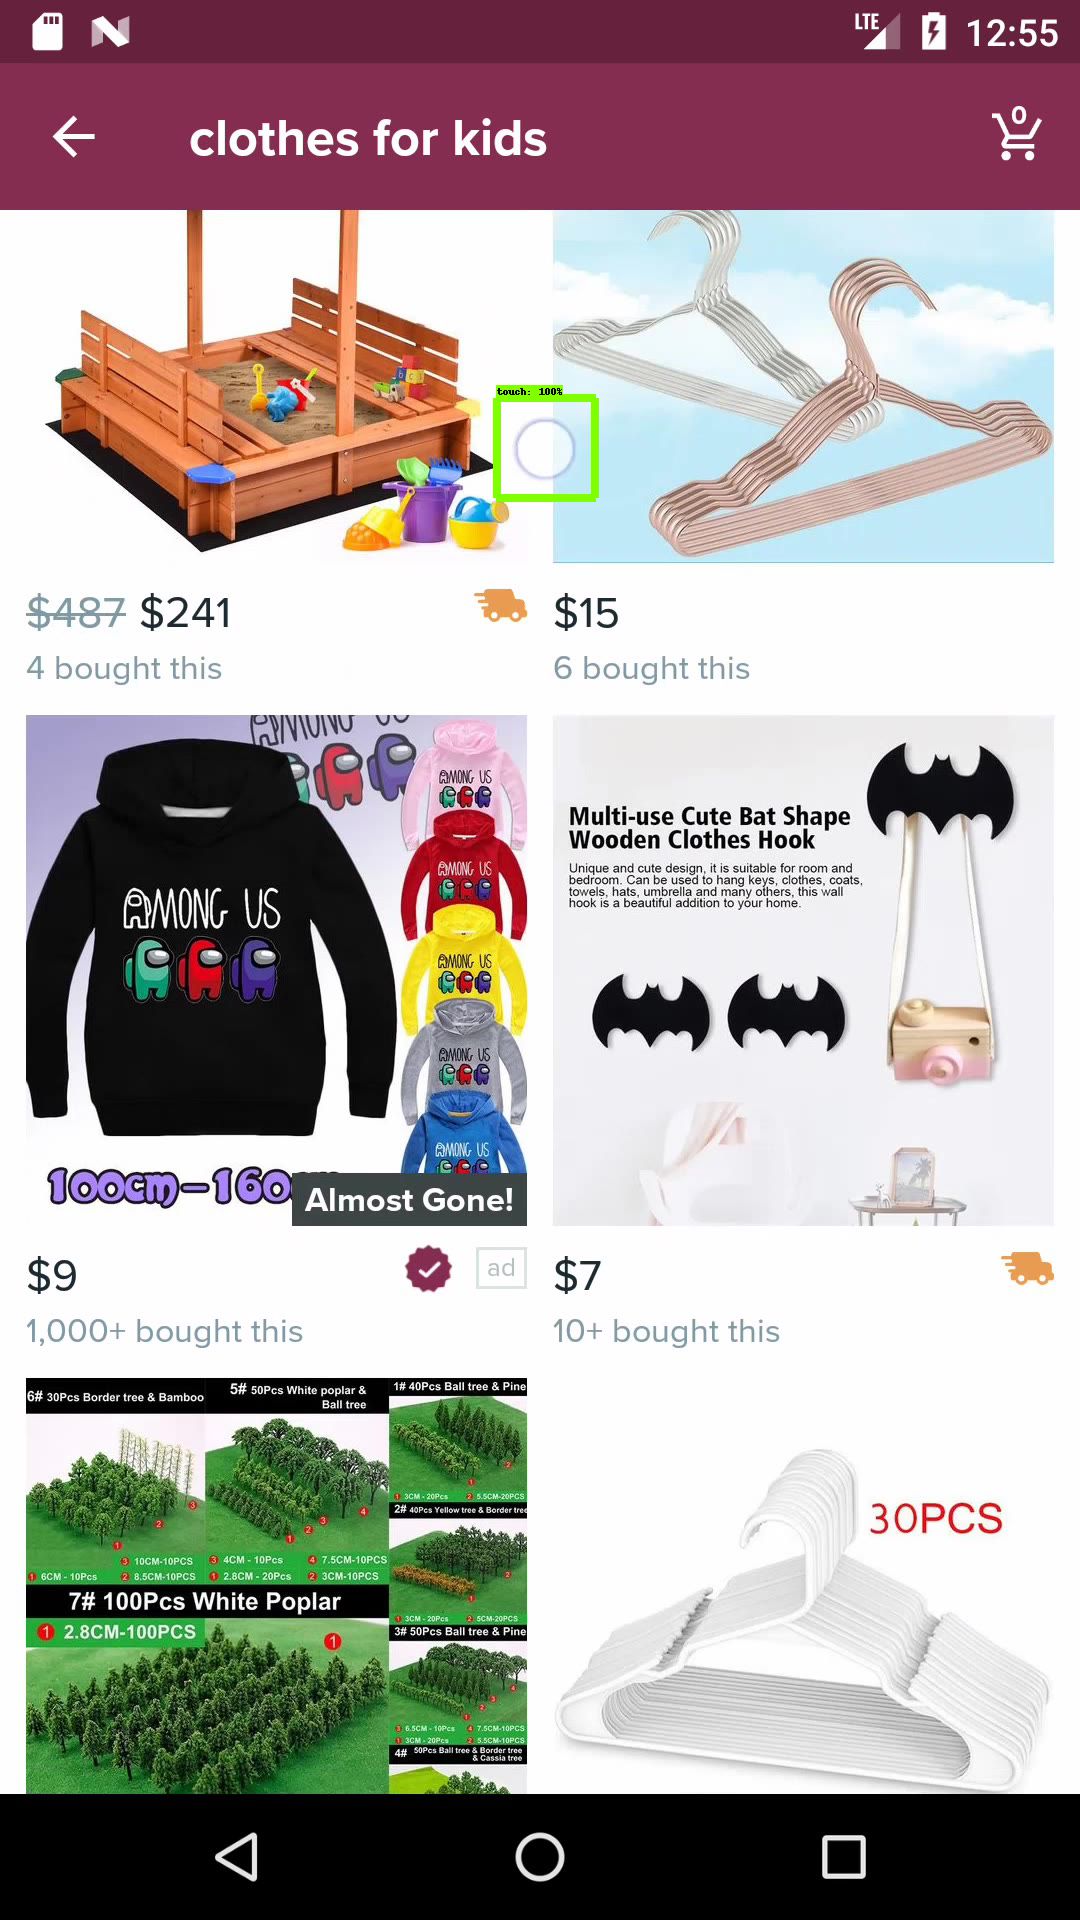 LTE
12:55
clothes for kids
0
touch: 100%
$487 $241
$15
4 bought this
6 bought this
AMONG US
AMONG US
AMONG US
AMONG US
AMONG US
AMONG US
AMONG US
100cm-160
Almost Gone!
Multi-use Cute Bat Shape
Wooden Clothes Hook
Unique and cute design, it is suitable for room and
bedroom. Can be used to hang keys, clothes, coats,
towels, hats, umbrella and many others, this wall
hook is a beautiful addition to your home.
$9
ad
$7
1,000+ bought this
10+ bought this
6# 30Pcs Border tree & Bamboo
5# 50Pcs White poplar &
Ball tree
1# 40Pcs Ball tree & Pine
1 3CM - 20Pcs 2 5.5CM-20PCS
2# 40Pcs Yellow tree & Border tree
3 10CM-10PCS
1 6CM - 10Pcs 2 8.5CM-10PCS
3 4CM - 10Pcs 4 7.5CM-10PCS
1 2.8CM - 20Pcs 2 3CM-10PCS
1 3CM - 20Pcs 2 5CM-20PCS
7# 100Pcs White Poplar
1 2.8CM-100PCS
1
3# 50Pcs Ball tree & Pine
3 6.5CM - 10Pcs 4 7.5CM-10PCS
1 3CM - 20Pcs 2 5.5CM-10PCS
4# 50Pcs Ball tree & Border tree
& Cassia tree
30PCS